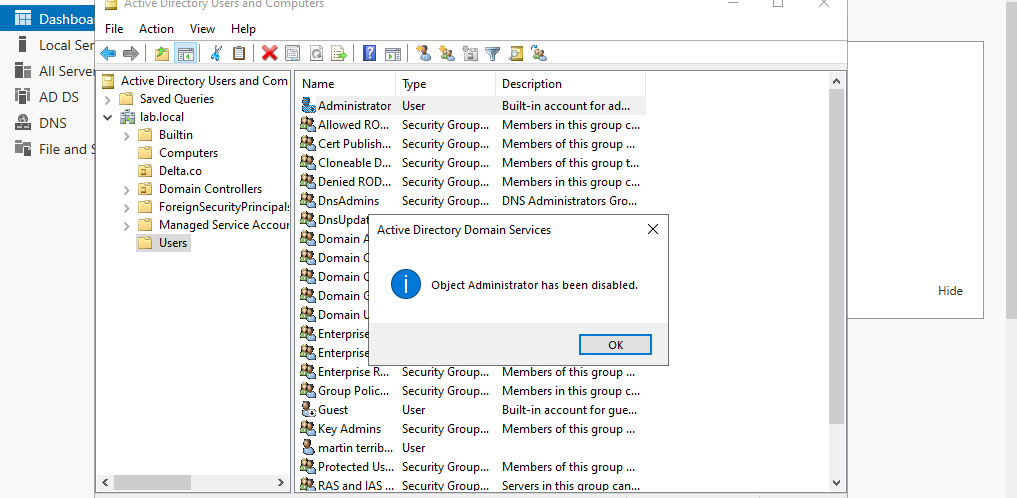 Active Directory Users and Computers
File Action View Help
Dashboa
Local Ser
All Server
AD DS
DNS
File and S
Active Directory Users and Com
Saved Queries
lab.local
Builtin
Computers
Delta.co
Domain Controllers
ForeignSecurityPrincipals
Managed Service Accour
Users
Name Type Description
Administrator User Built-in account for ad...
Allowed RO... Security Group... Members in this group c...
Cert Publish... Security Group... Members of this group ...
Cloneable D... Security Group... Members of this group t...
Denied ROD... Security Group... Members in this group c...
DnsAdmins Security Group... DNS Administrators Gro...
DnsUpdat
Domain A
Domain C
Domain C
Domain G
Domain U
Enterprise
Enterprise
Enterprise R... Security Group... Members of this group ...
Group Polic... Security Group... Members in this group c...
Guest User Built-in account for gue...
Key Admins Security Group... Members of this group ...
martin terrib... User
Protected Us... Security Group... Members of this group ...
RAS and IAS ... Security Group... Servers in this group can...
Active Directory Domain Services
Object Administrator has been disabled.
OK
Hide